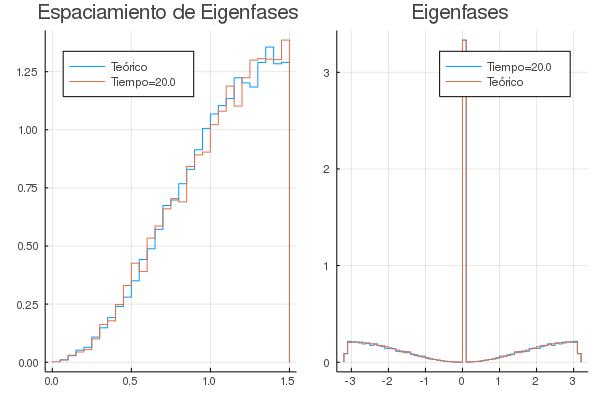 Espaciamiento de Eigenfases
Teórico
Tiempo=20.0
1.25
1.00
0.75
0.50
0.25
0.00
0.0 0.5 1.0 1.5
Eigenfases
Tiempo=20.0
Teórico
3
2
1
0
-3 -2 -1 0 1 2 3